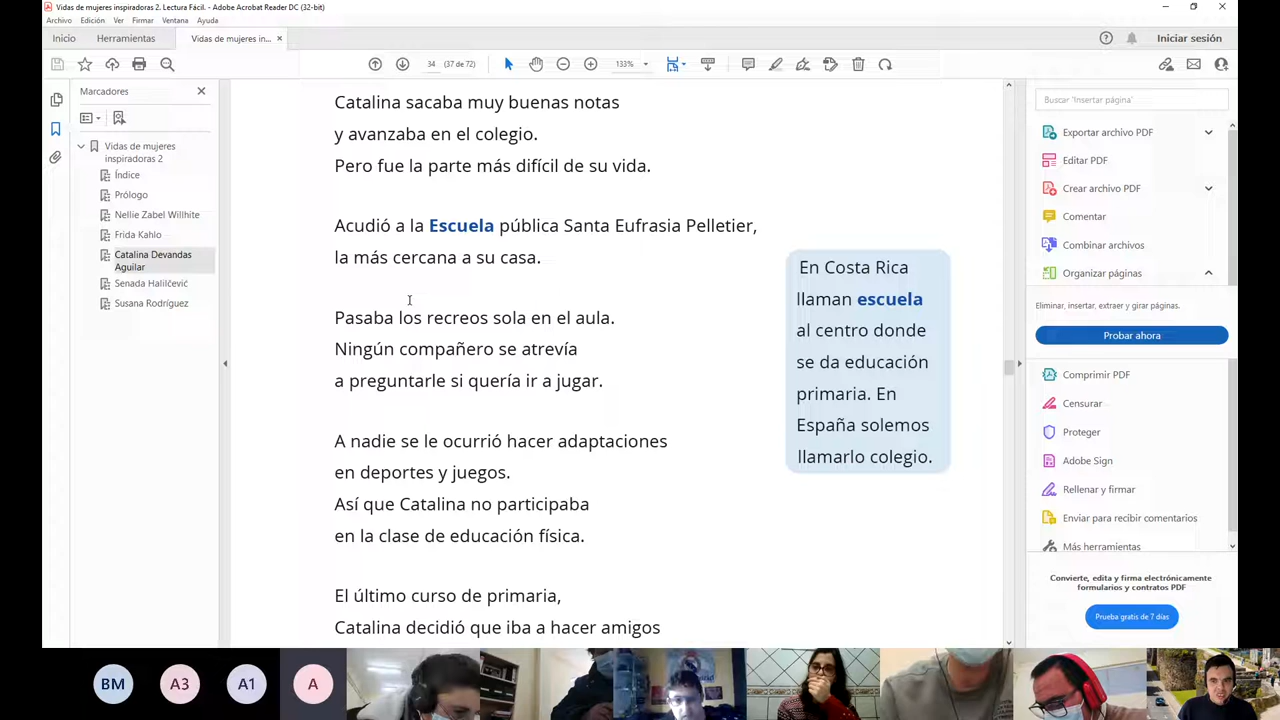 Vidas de mujeres inspiradoras 2. Lectura Fácil. - Adobe Acrobat Reader DC (32-bit)
Archivo Edición Ver Firmar Ventana Ayuda
Inicio Herramientas Vidas de mujeres in... × Iniciar sesión
34 (37 de 72) 133%
Marcadores
Vidas de mujeres
inspiradoras 2
Índice
Prólogo
Nellie Zabel Willhite
Frida Kahlo
Catalina Devandas
Aguilar
Senada Halilčević
Susana Rodríguez
Catalina sacaba muy buenas notas
y avanzaba en el colegio.
Pero fue la parte más difícil de su vida.
Acudió a la Escuela pública Santa Eufrasia Pelletier,
la más cercana a su casa.
Pasaba los recreos sola en el aula.
Ningún compañero se atrevía
a preguntarle si quería ir a jugar.
A nadie se le ocurrió hacer adaptaciones
en deportes y juegos.
Así que Catalina no participaba
en la clase de educación física.
El último curso de primaria,
Catalina decidió que iba a hacer amigos
En Costa Rica
llaman escuela
al centro donde
se da educación
primaria. En
España solemos
llamarlo colegio.
Buscar 'Insertar página'
Exportar archivo PDF
Editar PDF
Crear archivo PDF
Comentar
Combinar archivos
Organizar páginas
Eliminar, insertar, extraer y girar páginas.
Probar ahora
Comprimir PDF
Censurar
Proteger
Adobe Sign
Rellenar y firmar
Enviar para recibir comentarios
Más herramientas
Convierte, edita y firma electrónicamente
formularios y contratos PDF
Prueba gratis de 7 días
BM A3 A1 A